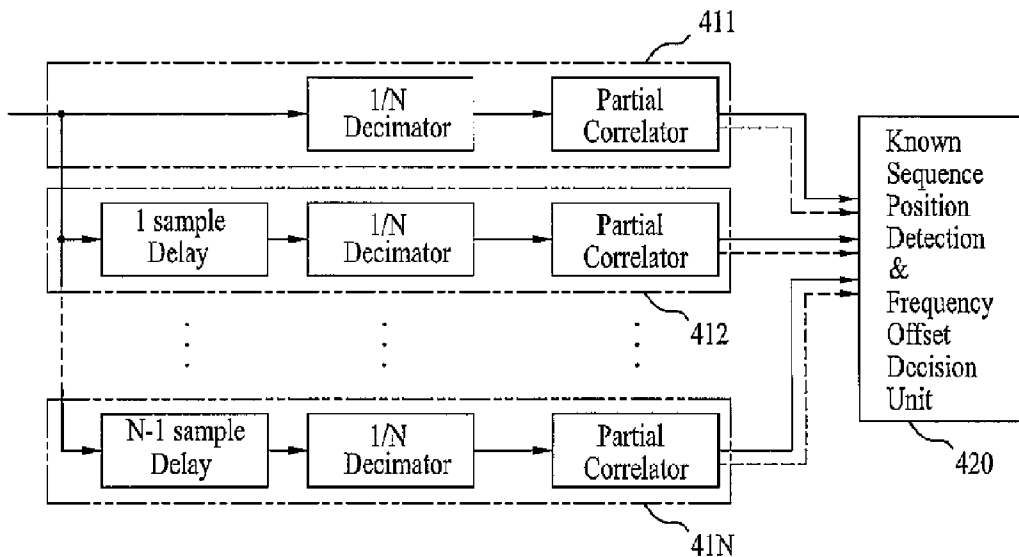 411
1/N
Decimator
Partial
Correlator
1 sample
Delay
1/N
Decimator
Partial
Correlator
412
N-1 sample
Delay
1/N
Decimator
Partial
Correlator
41N
Known
Sequence
Position
Detection
&
Frequency
Offset
Decision
Unit
420